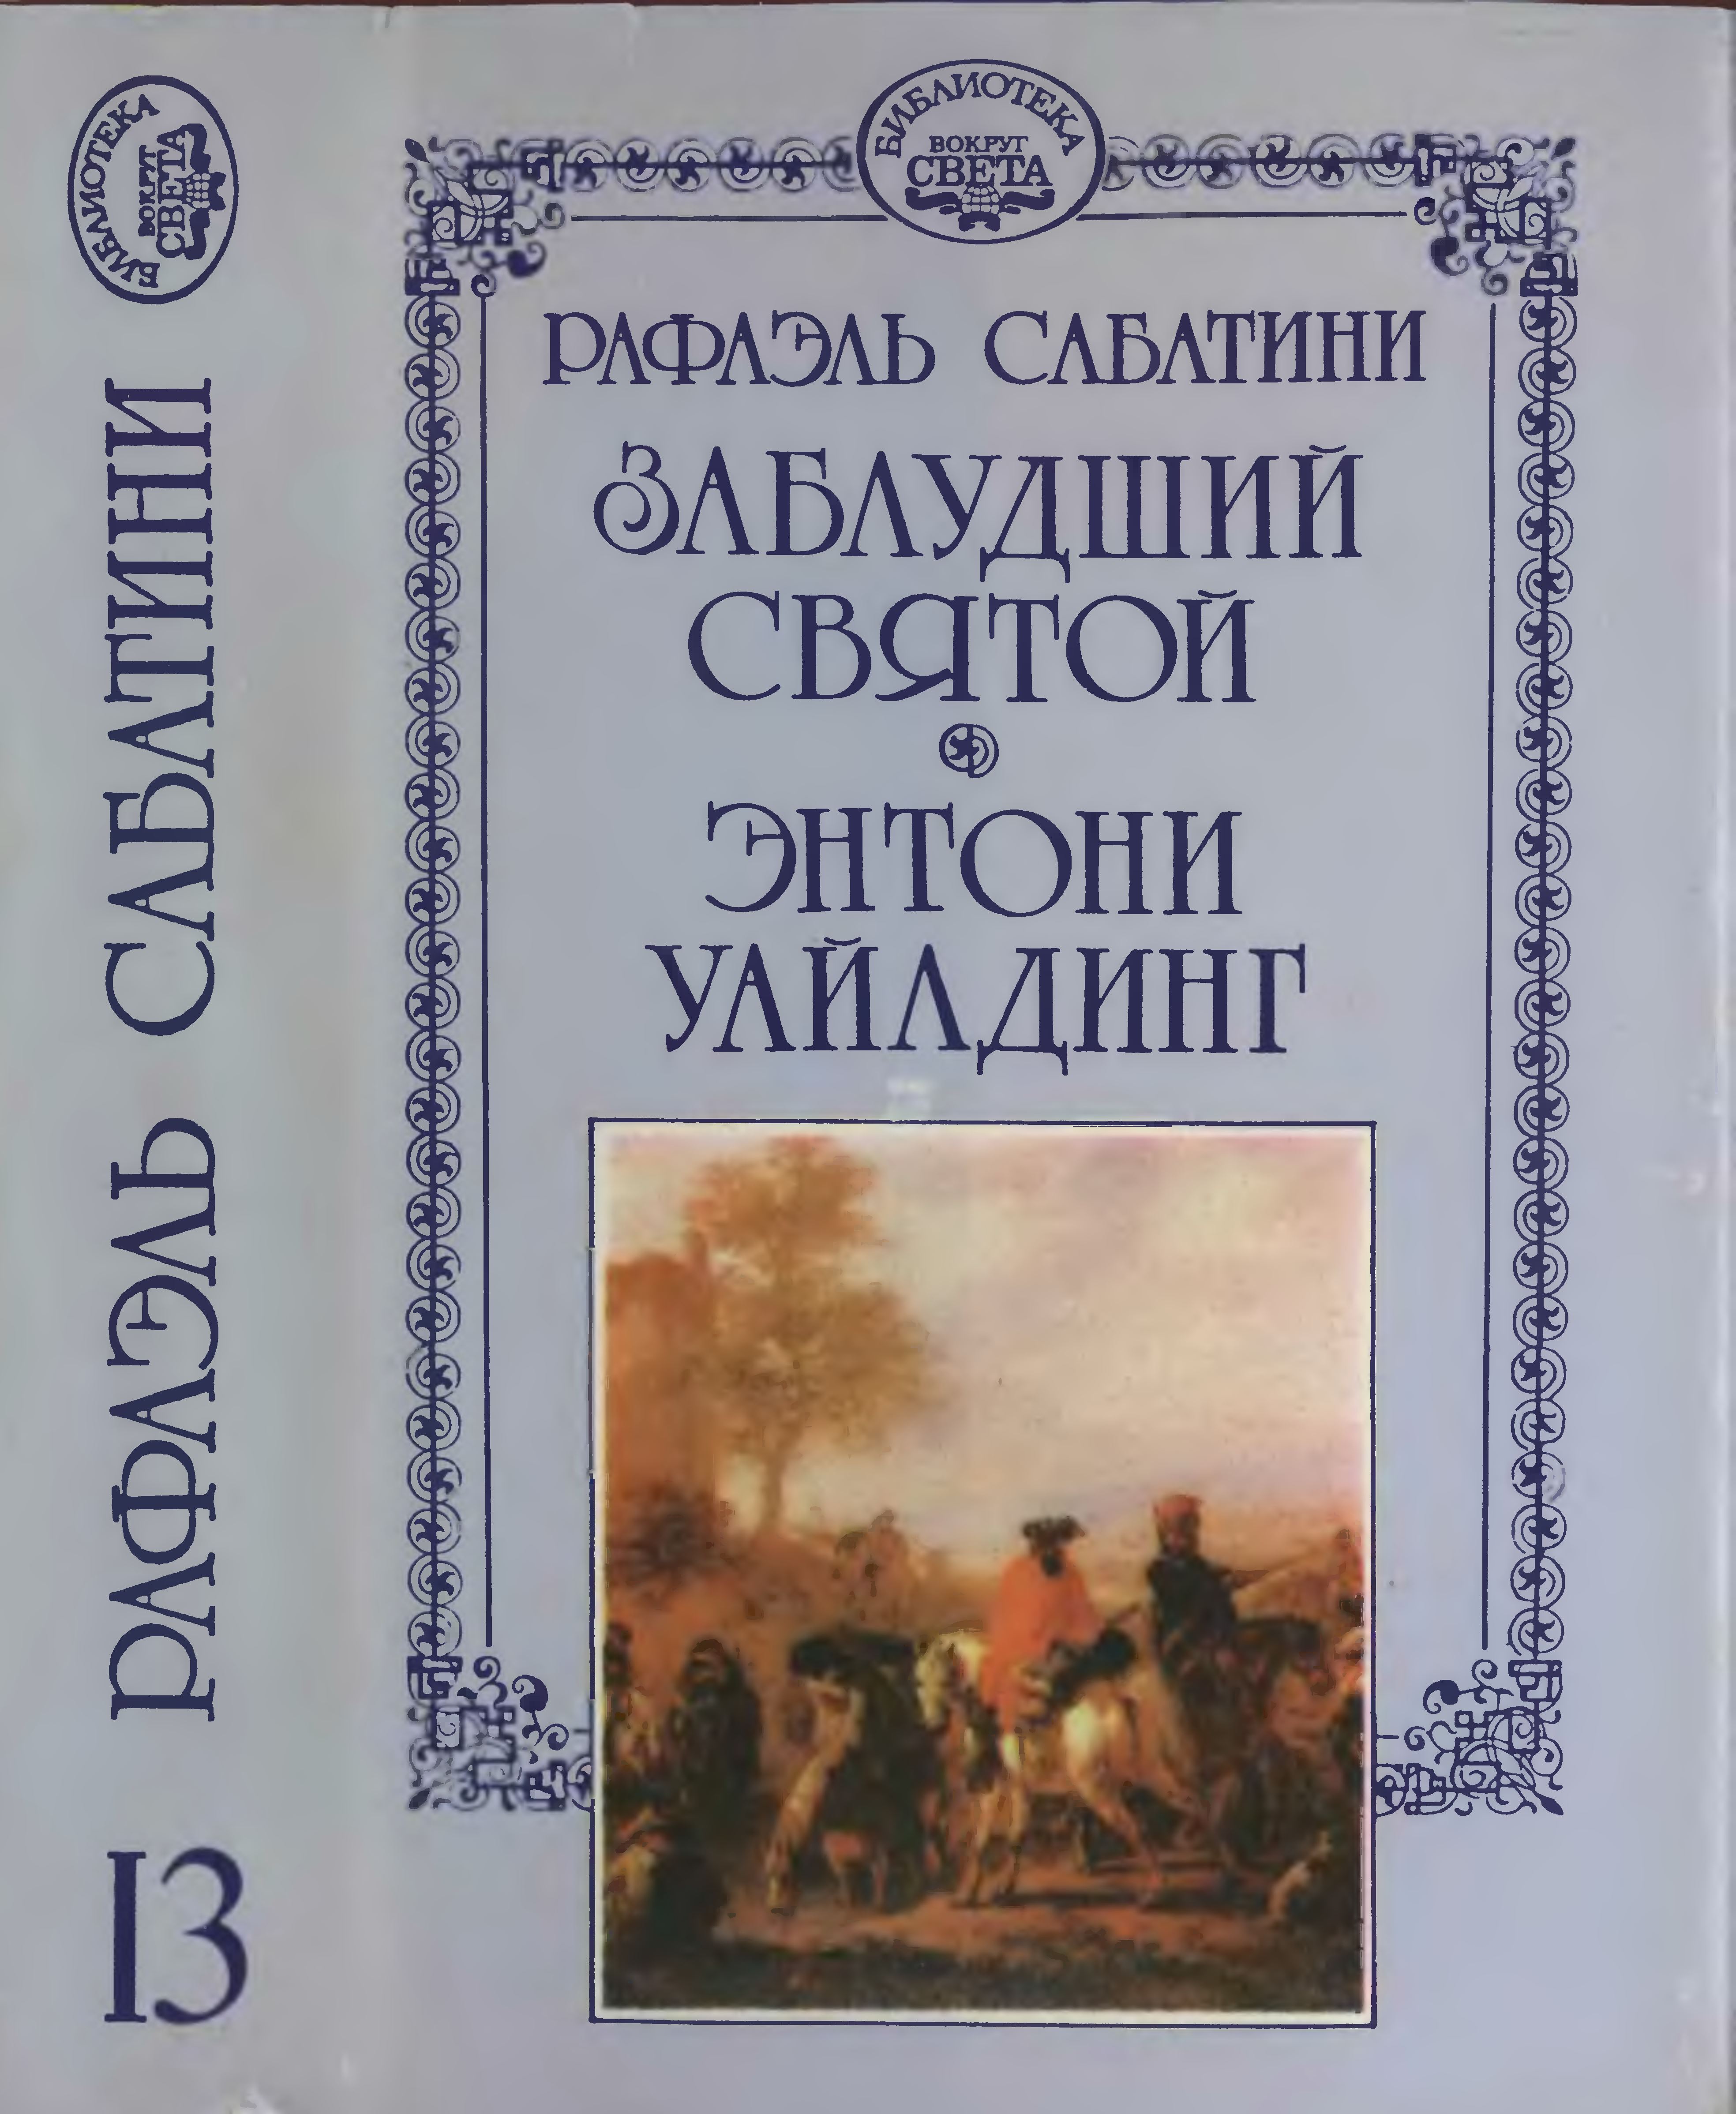 БИБЛИОТЕКА
ВОКРУГ
СВЕТА
РАФАЭЛЬ САБАТИНИ
13
БИБЛИОТЕКА
ВОКРУГ
СВЕТА
РАФАЭЛЬ САБАТИНИ
ЗАБЛУДШИЙ
СВЯТОЙ
ЭНТОНИ
УАЙЛДИНГ